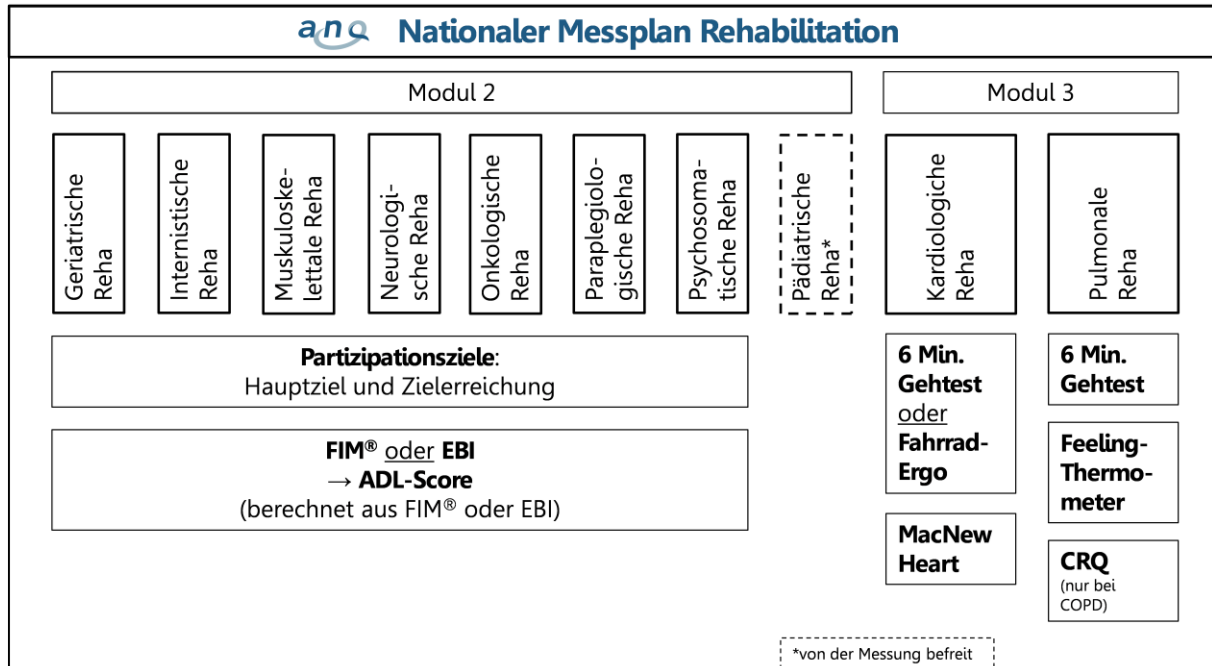 anq Nationaler Messplan Rehabilitation
Modul 2
Modul 3
Geriatrische
Reha
Internistische
Reha
Muskuloske-
lettale Reha
Neurologi-
sche Reha
Onkologische
Reha
Paraplegiolo-
gische Reha
Psychosoma-
tische Reha
Pädiatrische
Reha*
Kardiologiche
Reha
Pulmonale
Reha
Partizipationsziele:
Hauptziel und Zielerreichung
FIM® oder EBI
→ ADL-Score
(berechnet aus FIM® oder EBI)
6 Min.
Gehtest
oder
Fahrrad-
Ergo
MacNew
Heart
6 Min.
Gehtest
Feeling-
Thermo-
meter
CRQ
(nur bei
COPD)
*von der Messung befreit